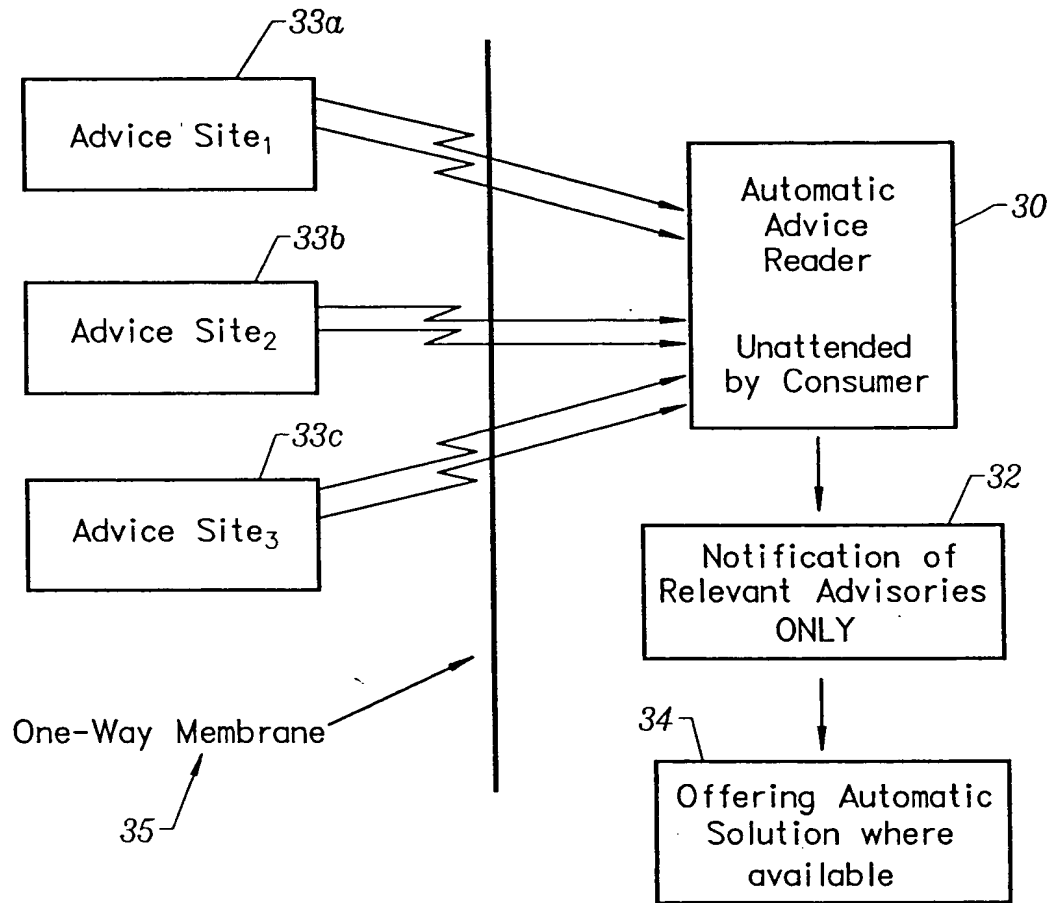 33a
Advice Site₁
33b
Advice Site₂
33c
Advice Site₃
One-Way Membrane
35
Automatic
Advice
Reader
Unattended
by Consumer
30
32
Notification of
Relevant Advisories
ONLY
34
Offering Automatic
Solution where
available